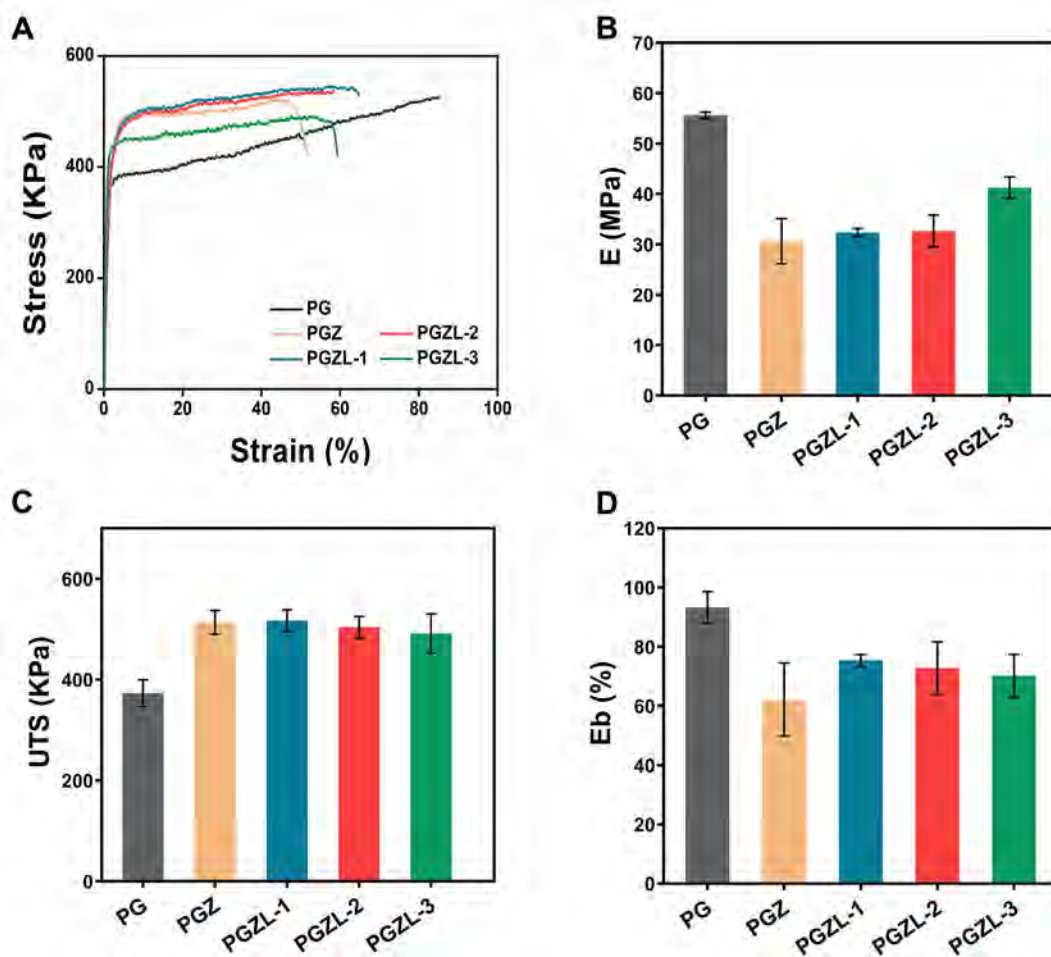 A
Stress (KPa)
600
400
200
0
PG
PGZ
PGZL-2
PGZL-1
PGZL-3
0 20 40 60 80 100
Strain (%)
B
E (MPa)
70
60
50
40
30
20
10
0
PG PGZ PGZL-1 PGZL-2 PGZL-3
C
UTS (KPa)
600
400
200
0
PG PGZ PGZL-1 PGZL-2 PGZL-3
D
Eb (%)
120
100
80
60
40
20
0
PG PGZ PGZL-1 PGZL-2 PGZL-3